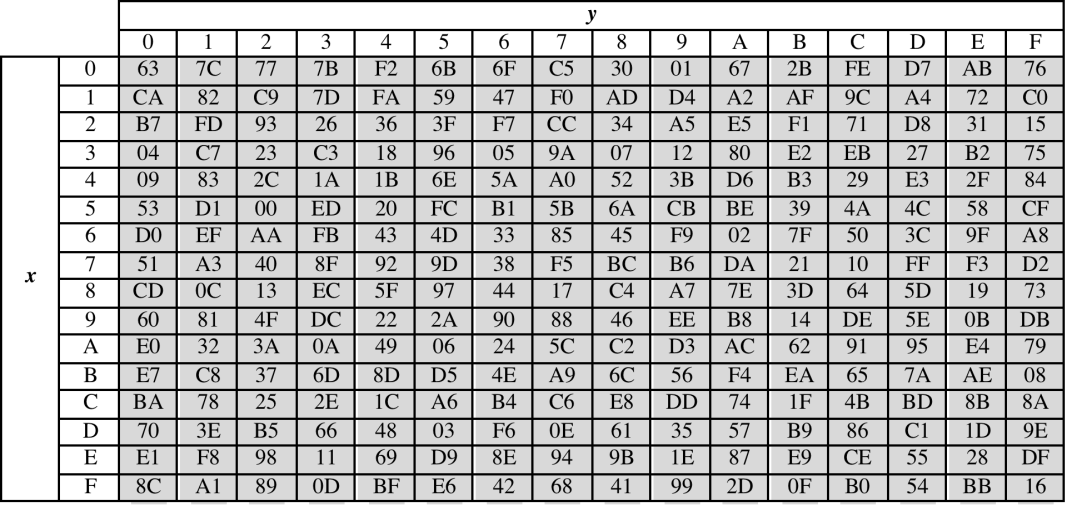 y
0 1 2 3 4 5 6 7 8 9 A B C D E F
0 63 7C 77 7B F2 6B 6F C5 30 01 67 2B FE D7 AB 76
1 CA 82 C9 7D FA 59 47 F0 AD D4 A2 AF 9C A4 72 C0
2 B7 FD 93 26 36 3F F7 CC 34 A5 E5 F1 71 D8 31 15
3 04 C7 23 C3 18 96 05 9A 07 12 80 E2 EB 27 B2 75
4 09 83 2C 1A 1B 6E 5A A0 52 3B D6 B3 29 E3 2F 84
5 53 D1 00 ED 20 FC B1 5B 6A CB BE 39 4A 4C 58 CF
6 D0 EF AA FB 43 4D 33 85 45 F9 02 7F 50 3C 9F A8
x 7 51 A3 40 8F 92 9D 38 F5 BC B6 DA 21 10 FF F3 D2
8 CD 0C 13 EC 5F 97 44 17 C4 A7 7E 3D 64 5D 19 73
9 60 81 4F DC 22 2A 90 88 46 EE B8 14 DE 5E 0B DB
A E0 32 3A 0A 49 06 24 5C C2 D3 AC 62 91 95 E4 79
B E7 C8 37 6D 8D D5 4E A9 6C 56 F4 EA 65 7A AE 08
C BA 78 25 2E 1C A6 B4 C6 E8 DD 74 1F 4B BD 8B 8A
D 70 3E B5 66 48 03 F6 0E 61 35 57 B9 86 C1 1D 9E
E E1 F8 98 11 69 D9 8E 94 9B 1E 87 E9 CE 55 28 DF
F 8C A1 89 0D BF E6 42 68 41 99 2D 0F B0 54 BB 16